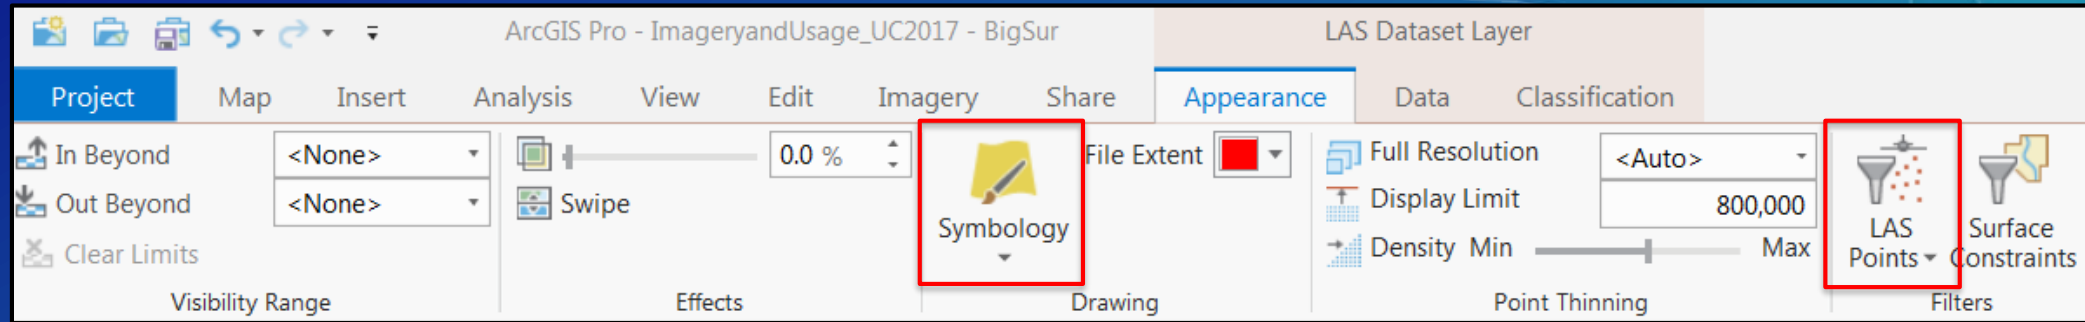 ArcGIS Pro - ImageryandUsage_UC2017 - BigSur LAS Dataset Layer
Project Map Insert Analysis View Edit Imagery Share Appearance Data Classification
In Beyond <None> 0.0 % File Extent Full Resolution <Auto>
Out Beyond <None> Swipe Display Limit 800,000
Symbology LAS Surface
Clear Limits Density Min Max Points Constraints
Visibility Range Effects Drawing Point Thinning Filters